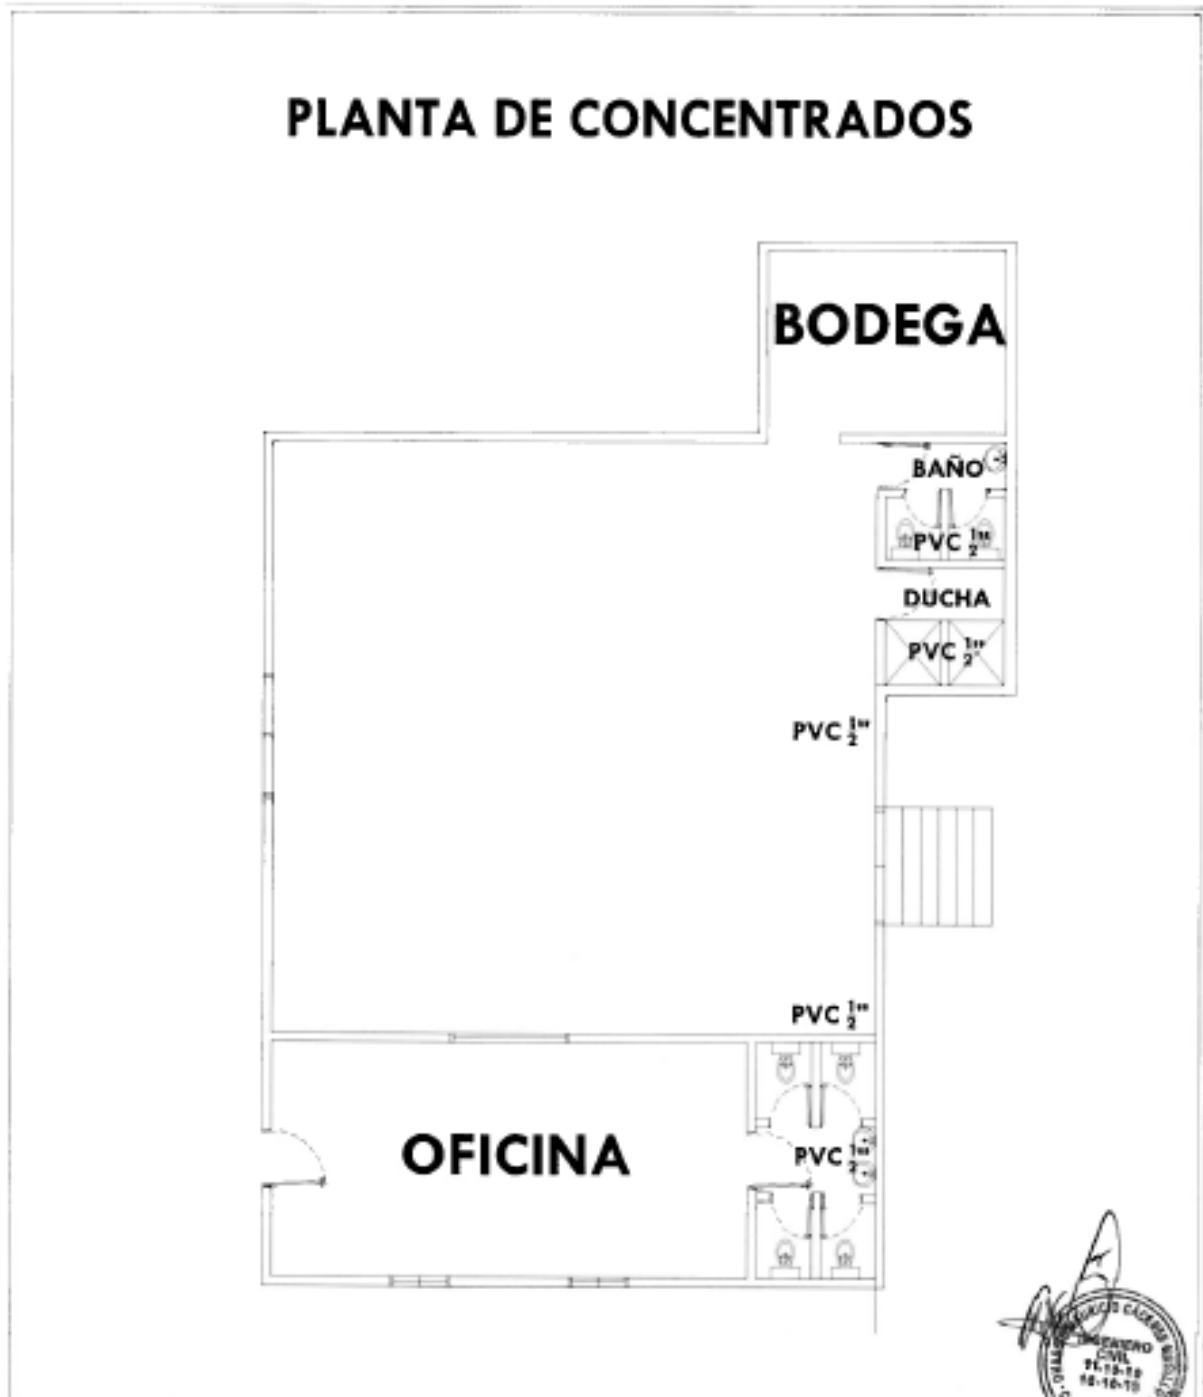 PLANTA DE CONCENTRADOS
BODEGA
BAÑO
PVC 1/2"
DUCHA
PVC 1/2"
PVC 1/2"
PVC 1/2"
OFICINA
PVC 1/2"
INGENIERO
CIVIL